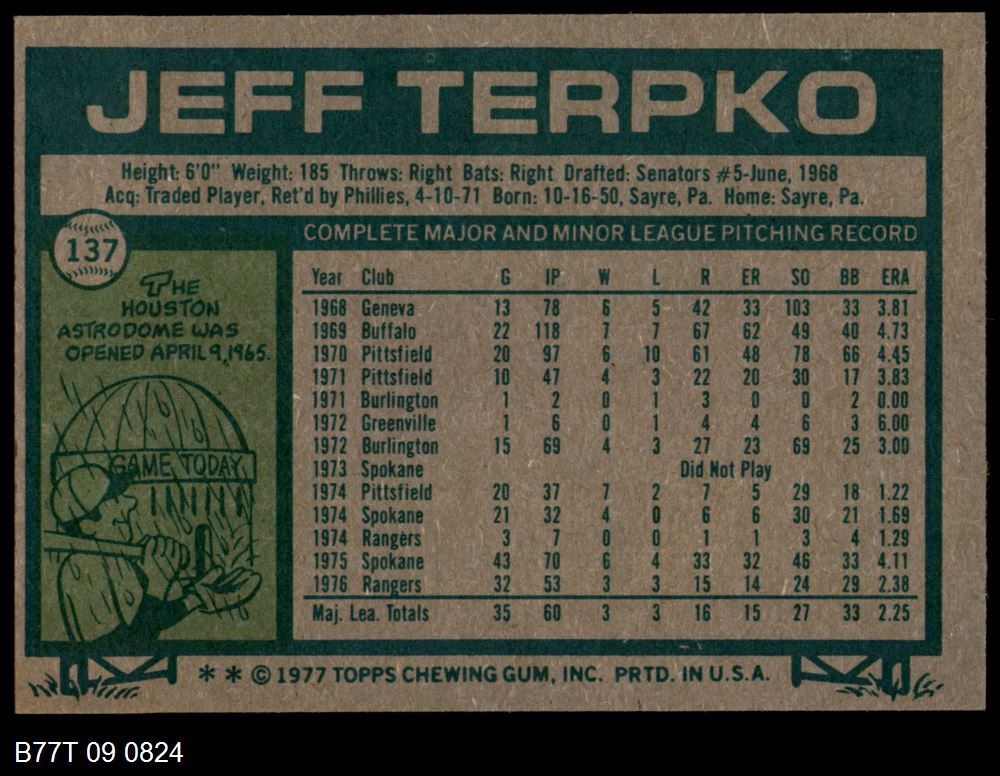 JEFF TERPKO
Height: 6'0" Weight: 185 Throws: Right Bats: Right Drafted: Senators #5-June, 1968
Acq: Traded Player, Ret'd by Phillies, 4-10-71 Born: 10-16-50, Sayre, Pa. Home: Sayre, Pa.
137
THE
HOUSTON
ASTRODOME WAS
OPENED APRIL 9, 1965.
GAME TODAY
COMPLETE MAJOR AND MINOR LEAGUE PITCHING RECORD
Year Club G IP W L R ER SO BB ERA
1968 Geneva 13 78 6 5 42 33 103 33 3.81
1969 Buffalo 22 118 7 7 67 62 49 40 4.73
1970 Pittsfield 20 97 6 10 61 48 78 66 4.45
1971 Pittsfield 10 47 4 3 22 20 30 17 3.83
1971 Burlington 1 2 0 1 3 0 0 2 0.00
1972 Greenville 1 6 0 1 4 4 6 3 6.00
1972 Burlington 15 69 4 3 27 23 69 25 3.00
1973 Spokane Did Not Play
1974 Pittsfield 20 37 7 2 7 5 29 18 1.22
1974 Spokane 21 32 4 0 6 6 30 21 1.69
1974 Rangers 3 7 0 0 1 1 3 4 1.29
1975 Spokane 43 70 6 4 33 32 46 33 4.11
1976 Rangers 32 53 3 3 15 14 24 29 2.38
Maj. Lea. Totals 35 60 3 3 16 15 27 33 2.25
* * © 1977 TOPPS CHEWING GUM, INC. PRTD. IN U.S.A.
B77T 09 0824